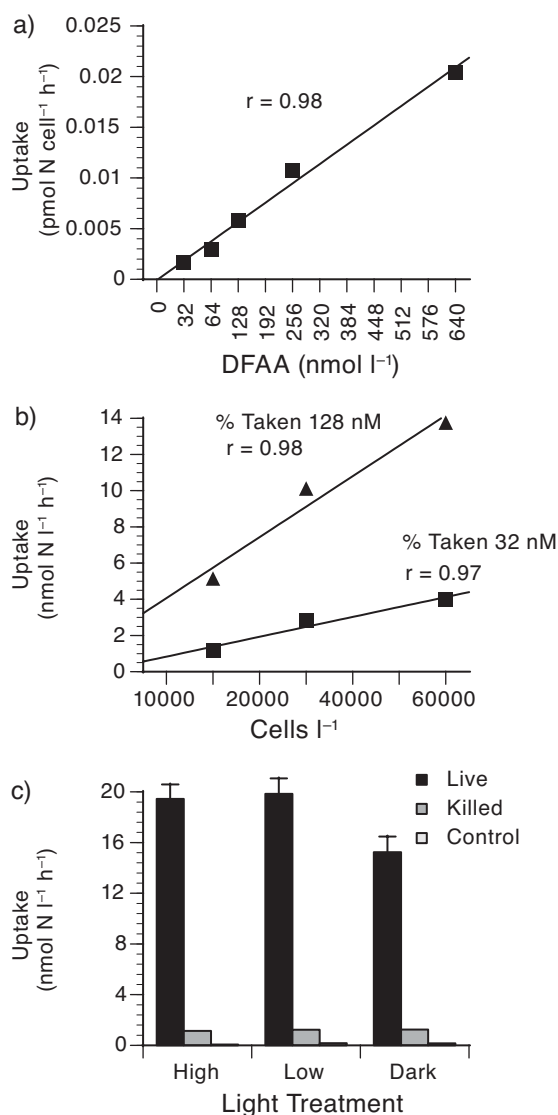 a)
0.025
0.02
0.015
0.01
0.005
0
Uptake
(pmol N cell⁻¹ h⁻¹)
r = 0.98
0
32
64
128
192
256
320
384
448
512
576
640
DFAA (nmol l⁻¹)
b)
14
12
10
8
6
4
2
0
Uptake
(nmol N l⁻¹ h⁻¹)
% Taken 128 nM
r = 0.98
% Taken 32 nM
r = 0.97
10000
20000
40000
60000
Cells l⁻¹
c)
20
16
12
8
4
0
Uptake
(nmol N l⁻¹ h⁻¹)
Live
Killed
Control
High
Low
Dark
Light Treatment